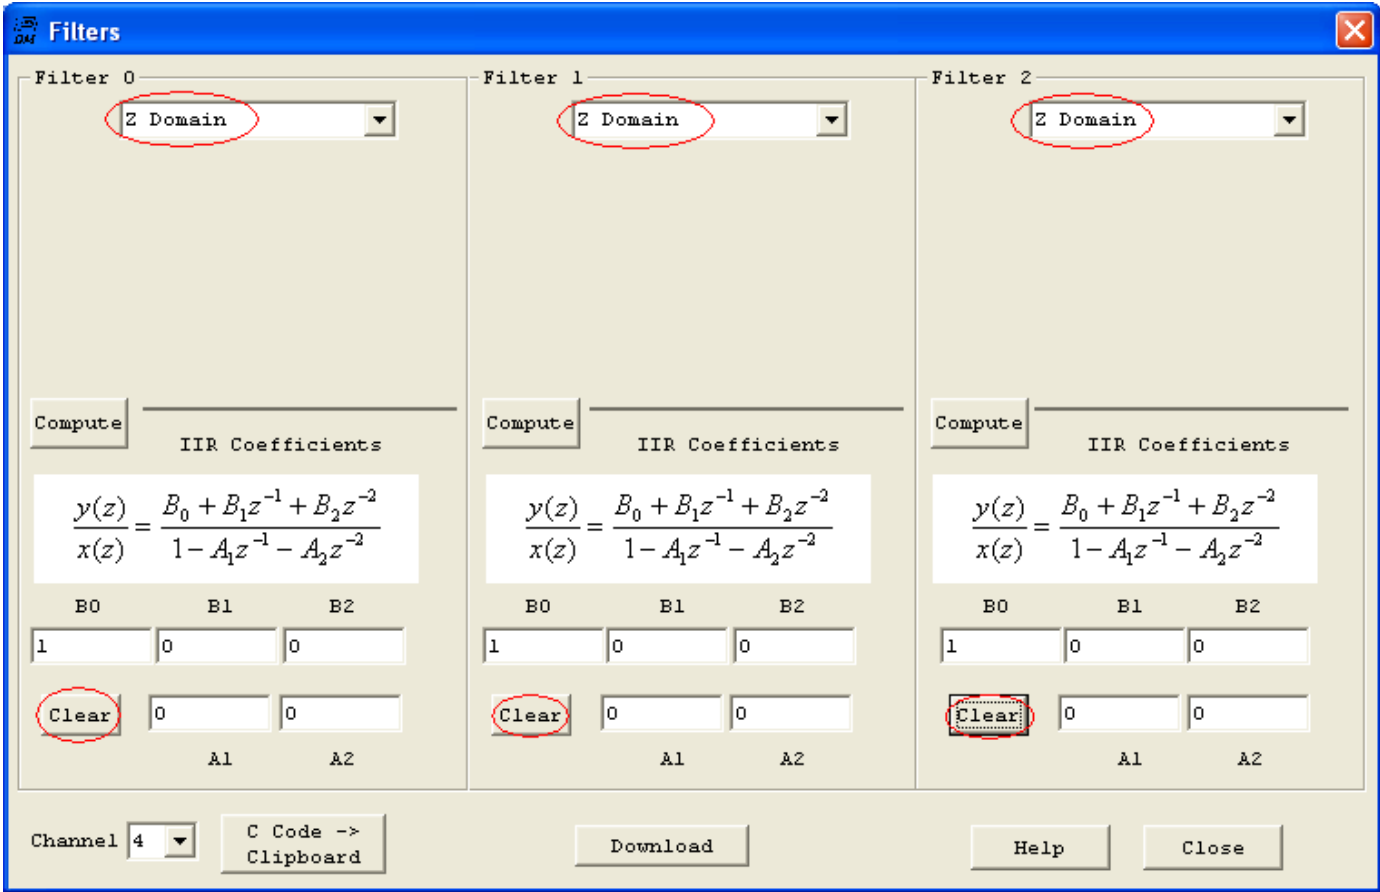 DM Filters
Filter 0 Filter 1 Filter 2
Z Domain Z Domain Z Domain
Compute Compute Compute
IIR Coefficients IIR Coefficients IIR Coefficients
y(z)/x(z) = (B₀ + B₁z⁻¹ + B₂z⁻²)/(1 − A₁z⁻¹ − A₂z⁻²) y(z)/x(z) = (B₀ + B₁z⁻¹ + B₂z⁻²)/(1 − A₁z⁻¹ − A₂z⁻²) y(z)/x(z) = (B₀ + B₁z⁻¹ + B₂z⁻²)/(1 − A₁z⁻¹ − A₂z⁻²)
B0 B1 B2 B0 B1 B2 B0 B1 B2
1 0 0 1 0 0 1 0 0
Clear 0 0 Clear 0 0 Clear 0 0
A1 A2 A1 A2 A1 A2
Channel 4 C Code -> Download Help Close
Clipboard